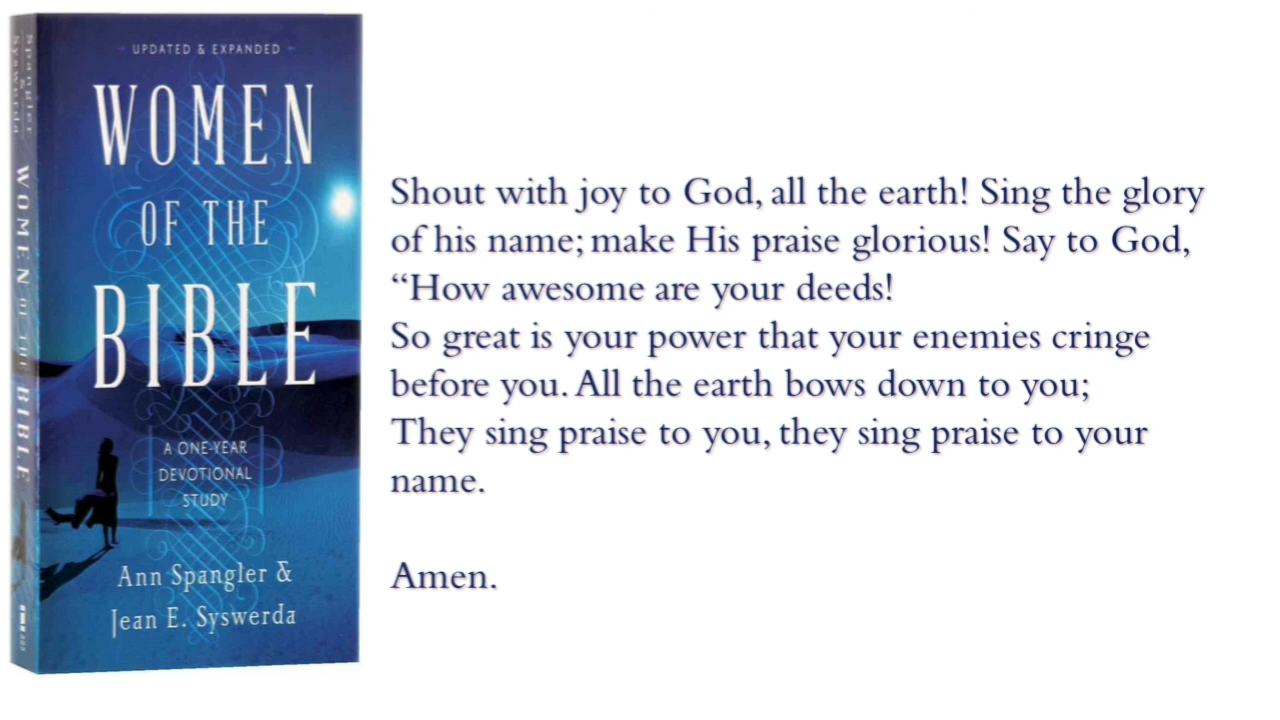 Spangler
&
Syswerda
WOMEN OF THE BIBLE
UPDATED & EXPANDED
WOMEN
OF THE
BIBLE
A ONE-YEAR
DEVOTIONAL
STUDY
Ann Spangler &
Jean E. Syswerda
Shout with joy to God, all the earth! Sing the glory
of his name; make His praise glorious! Say to God,
“How awesome are your deeds!
So great is your power that your enemies cringe
before you. All the earth bows down to you;
They sing praise to you, they sing praise to your
name.
Amen.